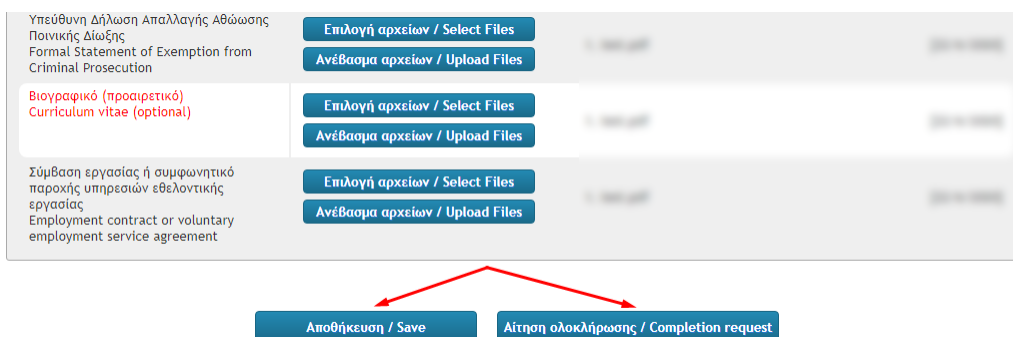 Υπεύθυνη Δήλωση Απαλλαγής Αθώωσης
Ποινικής Δίωξης
Formal Statement of Exemption from
Criminal Prosecution
Επιλογή αρχείων / Select Files
Ανέβασμα αρχείων / Upload Files
Βιογραφικό (προαιρετικό)
Curriculum vitae (optional)
Επιλογή αρχείων / Select Files
Ανέβασμα αρχείων / Upload Files
Σύμβαση εργασίας ή συμφωνητικό
παροχής υπηρεσιών εθελοντικής
εργασίας
Employment contract or voluntary
employment service agreement
Επιλογή αρχείων / Select Files
Ανέβασμα αρχείων / Upload Files
Αποθήκευση / Save
Αίτηση ολοκλήρωσης / Completion request